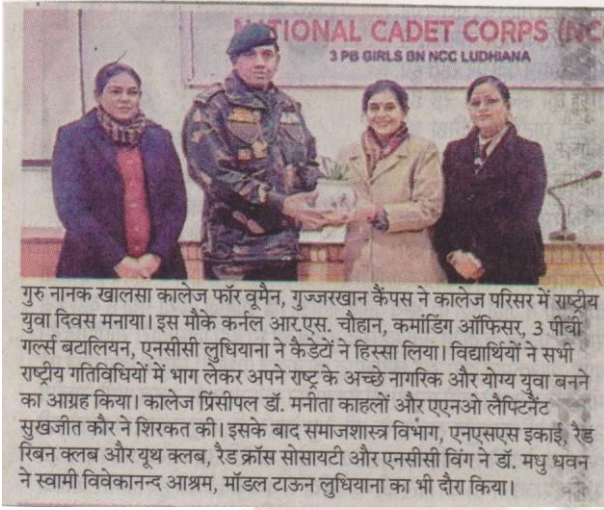 NATIONAL CADET CORPS (NCC
3 PB GIRLS BN NCC LUDHIANA
गुरु नानक खालसा कालेज फॉर वूमैन, गुज्जरखान कैंपस ने कालेज परिसर में राष्ट्रीय
युवा दिवस मनाया। इस मौके कर्नल आर.एस. चौहान, कमांडिंग ऑफिसर, 3 पीबी
गर्ल्स बटालियन, एनसीसी लुधियाना ने कैडेटों ने हिस्सा लिया। विद्यार्थियों ने सभी
राष्ट्रीय गतिविधियों में भाग लेकर अपने राष्ट्र के अच्छे नागरिक और योग्य युवा बनने
का आग्रह किया। कालेज प्रिंसीपल डॉ. मनीता काहलों और एएनओ लैफ्टिनैंट
सुखजीत कौर ने शिरकत की। इसके बाद समाजशास्त्र विभाग, एनएसएस इकाई, रैड
रिबन क्लब और यूथ क्लब, रैड क्रॉस सोसायटी और एनसीसी विंग ने डॉ. मधु धवन
ने स्वामी विवेकानन्द आश्रम, मॉडल टाऊन लुधियाना का भी दौरा किया।